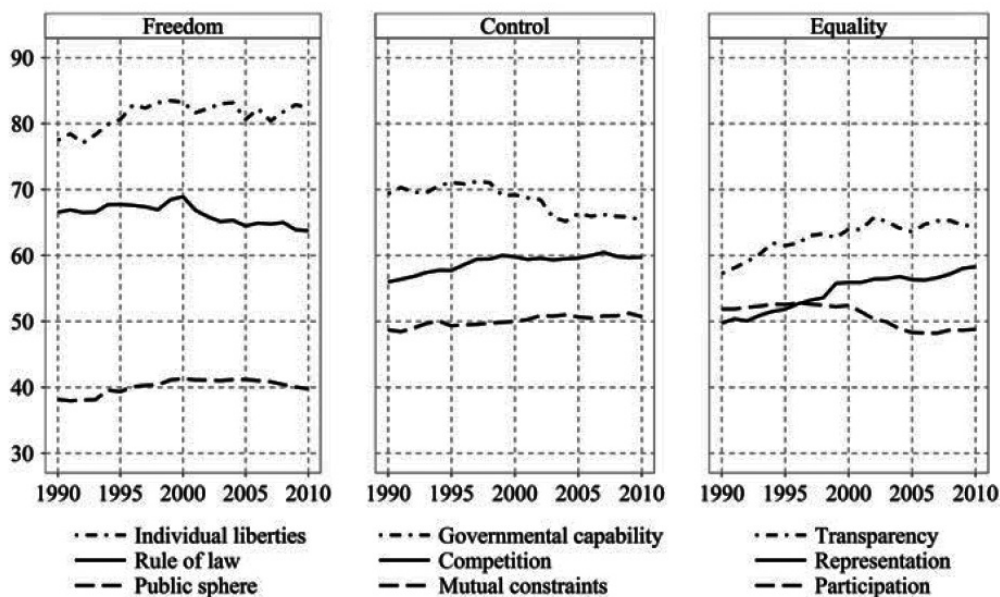 Freedom
Control
Equality
90
80
70
60
50
40
30
1990 1995 2000 2005 2010
1990 1995 2000 2005 2010
1990 1995 2000 2005 2010
Individual liberties
Rule of law
Public sphere
Governmental capability
Competition
Mutual constraints
Transparency
Representation
Participation